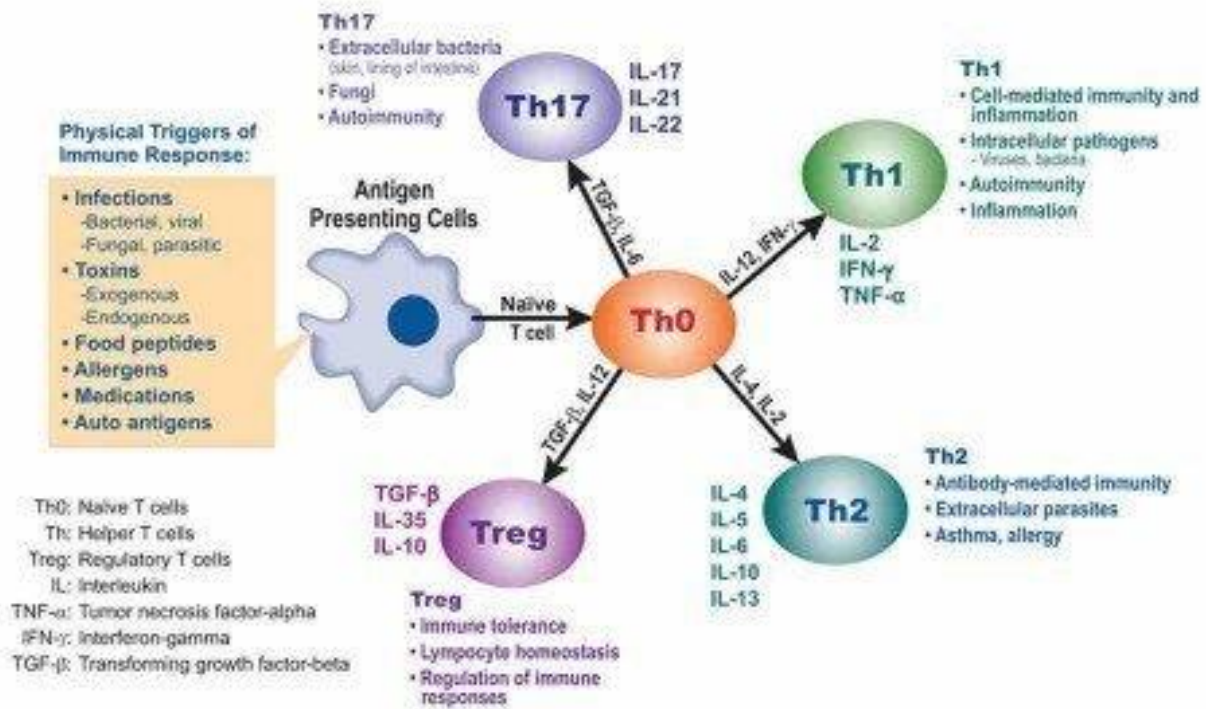 Th17
• Extracellular bacteria
(skin, lining of intestine)
• Fungi
• Autoimmunity
Th17
IL-17
IL-21
IL-22
Th1
• Cell-mediated immunity and
inflammation
• Intracellular pathogens
- Viruses, bacteria
• Autoimmunity
• Inflammation
Th1
IL-2
IFN-γ
TNF-α
Physical Triggers of
Immune Response:
• Infections
-Bacterial, viral
-Fungal, parasitic
• Toxins
-Exogenous
-Endogenous
• Food peptides
• Allergens
• Medications
• Auto antigens
Antigen
Presenting Cells
Naïve
T cell
Th0
TGF-β, IL-6
IL-12, IFN-γ
TGF-β, IL-12
IL-4, IL-2
TGF-β
IL-35
IL-10
Treg
Treg
• Immune tolerance
• Lympocyte homeostasis
• Regulation of immune
responses
IL-4
IL-5
IL-6
IL-10
IL-13
Th2
Th2
• Antibody-mediated immunity
• Extracellular parasites
• Asthma, allergy
Th0: Naïve T cells
Th: Helper T cells
Treg: Regulatory T cells
IL: Interleukin
TNF-α: Tumor necrosis factor-alpha
IFN-γ: Interferon-gamma
TGF-β: Transforming growth factor-beta